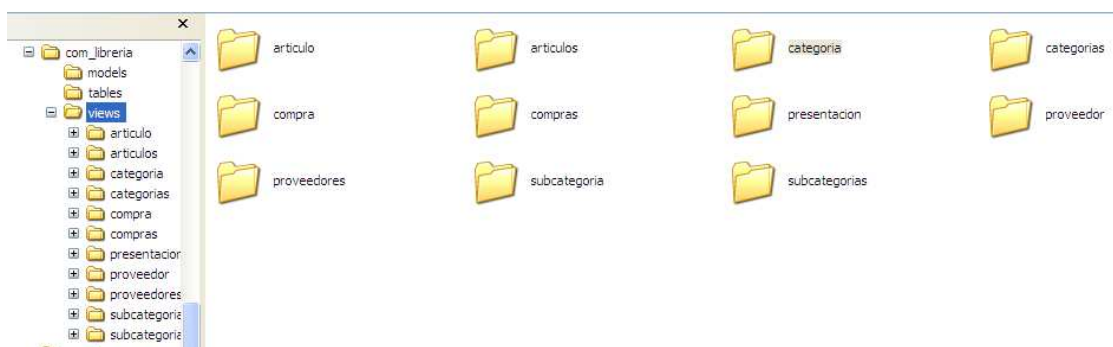 com_libreria
models
tables
views
articulo
articulos
categoria
categorias
compra
compras
presentacion
proveedor
proveedores
subcategoria
subcategoria
articulo articulos categoria categorias
compra compras presentacion proveedor
proveedores subcategoria subcategorias